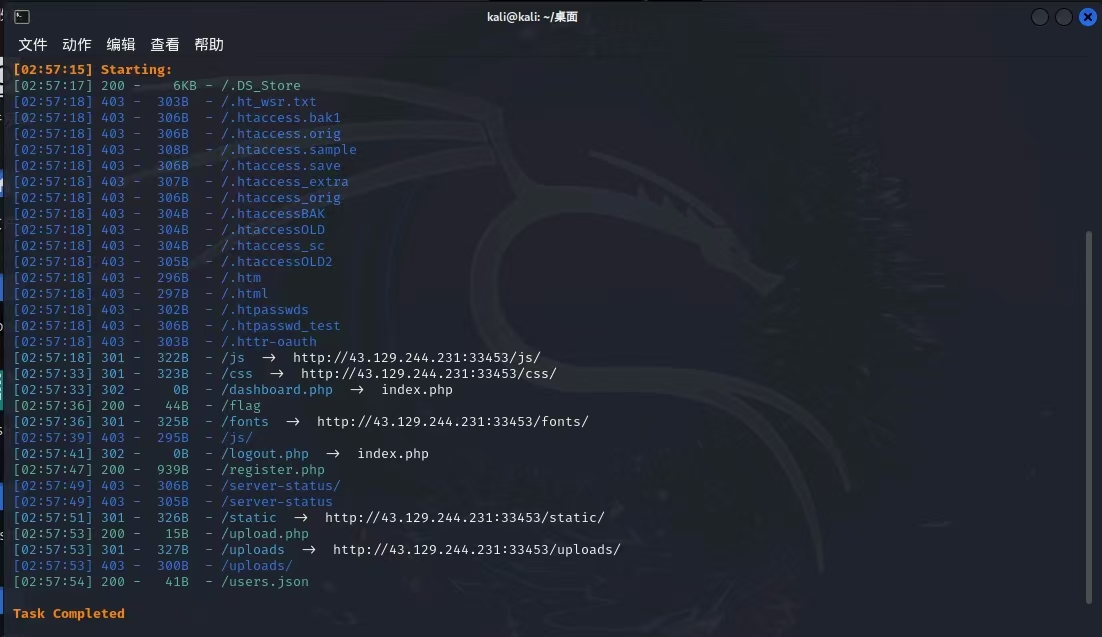 kali@kali: ~/桌面
文件 动作 编辑 查看 帮助
[02:57:15] Starting:
[02:57:17] 200 -    6KB - /.DS_Store
[02:57:18] 403 -  303B  - /.ht_wsr.txt
[02:57:18] 403 -  306B  - /.htaccess.bak1
[02:57:18] 403 -  306B  - /.htaccess.orig
[02:57:18] 403 -  308B  - /.htaccess.sample
[02:57:18] 403 -  306B  - /.htaccess.save
[02:57:18] 403 -  307B  - /.htaccess_extra
[02:57:18] 403 -  306B  - /.htaccess_orig
[02:57:18] 403 -  304B  - /.htaccessBAK
[02:57:18] 403 -  304B  - /.htaccessOLD
[02:57:18] 403 -  304B  - /.htaccess_sc
[02:57:18] 403 -  305B  - /.htaccessOLD2
[02:57:18] 403 -  296B  - /.htm
[02:57:18] 403 -  297B  - /.html
[02:57:18] 403 -  302B  - /.htpasswds
[02:57:18] 403 -  306B  - /.htpasswd_test
[02:57:18] 403 -  303B  - /.httr-oauth
[02:57:18] 301 -  322B  - /js  →  http://43.129.244.231:33453/js/
[02:57:33] 301 -  323B  - /css  →  http://43.129.244.231:33453/css/
[02:57:33] 302 -    0B  - /dashboard.php  →  index.php
[02:57:36] 200 -   44B  - /flag
[02:57:36] 301 -  325B  - /fonts  →  http://43.129.244.231:33453/fonts/
[02:57:39] 403 -  295B  - /js/
[02:57:41] 302 -    0B  - /logout.php  →  index.php
[02:57:47] 200 -  939B  - /register.php
[02:57:49] 403 -  306B  - /server-status/
[02:57:49] 403 -  305B  - /server-status
[02:57:51] 301 -  326B  - /static  →  http://43.129.244.231:33453/static/
[02:57:53] 200 -   15B  - /upload.php
[02:57:53] 301 -  327B  - /uploads  →  http://43.129.244.231:33453/uploads/
[02:57:53] 403 -  300B  - /uploads/
[02:57:54] 200 -   41B  - /users.json
Task Completed